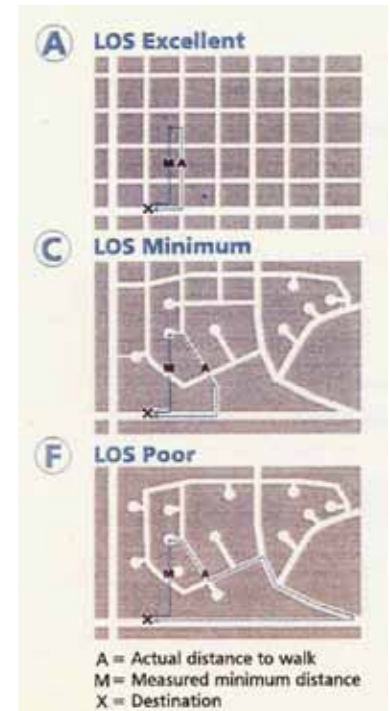 A LOS Excellent
M A
X
C LOS Minimum
M A
X
F LOS Poor
M A
X
A = Actual distance to walk
M = Measured minimum distance
X = Destination